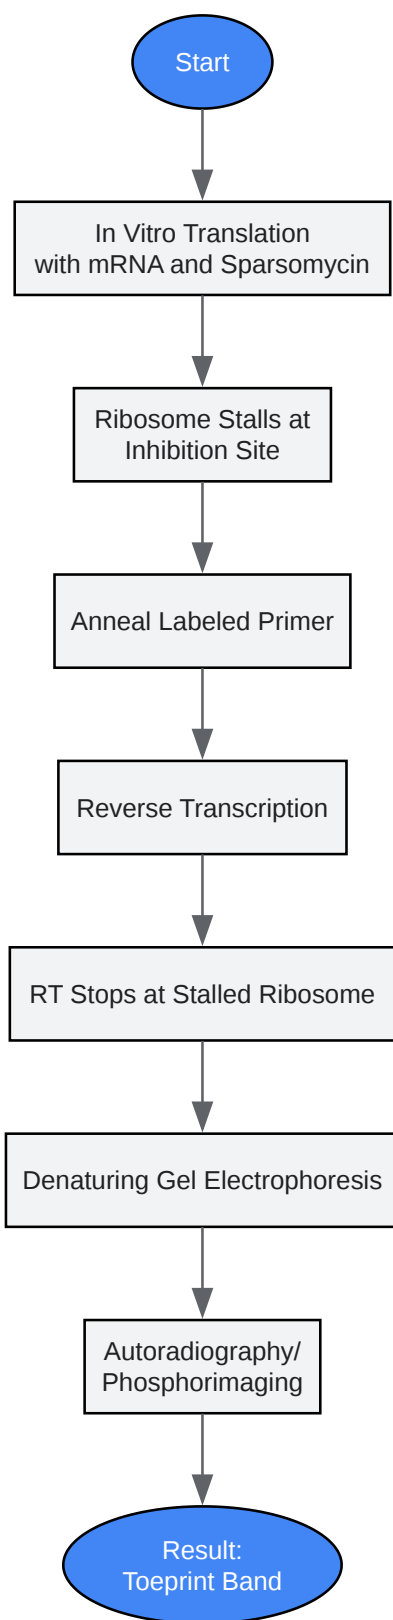 Start
In Vitro Translation
with mRNA and Sparsomycin
Ribosome Stalls at
Inhibition Site
Anneal Labeled Primer
Reverse Transcription
RT Stops at Stalled Ribosome
Denaturing Gel Electrophoresis
Autoradiography/
Phosphorimaging
Result:
Toeprint Band